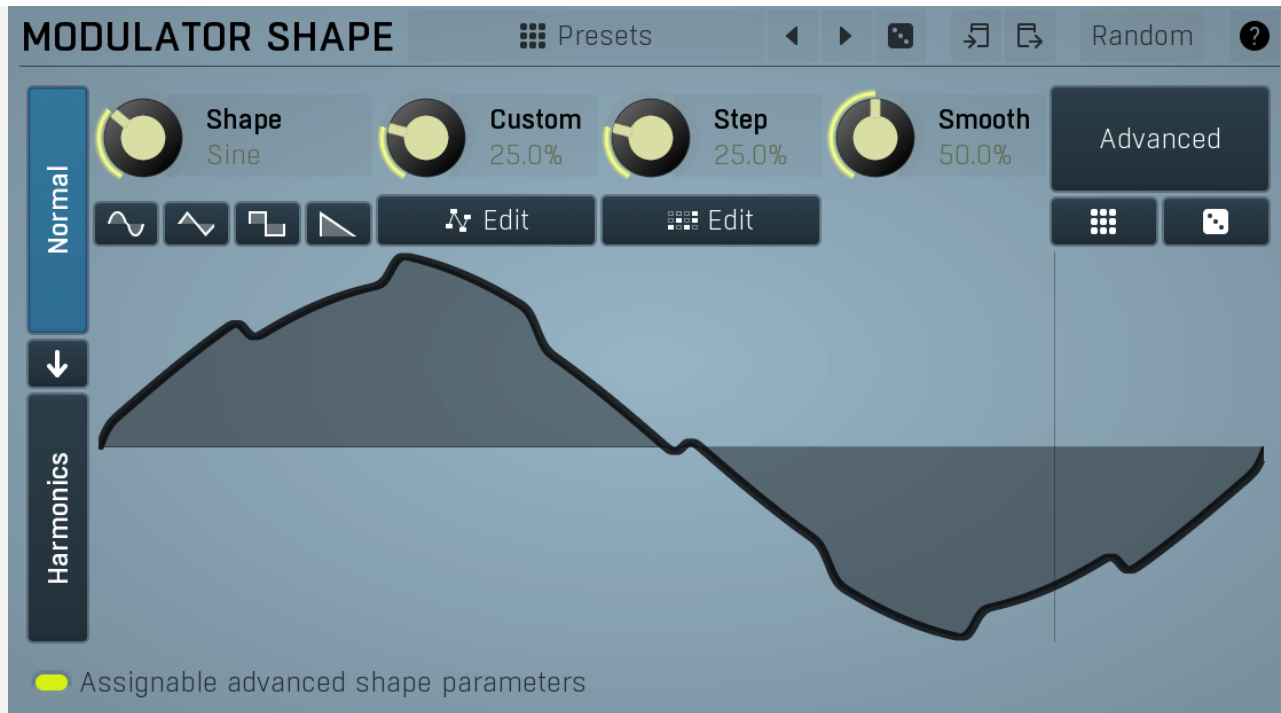 MODULATOR SHAPE Presets Random ?
Normal
Shape Custom Step Smooth Advanced
Sine 25.0% 25.0% 50.0%
Edit Edit
Harmonics
Assignable advanced shape parameters